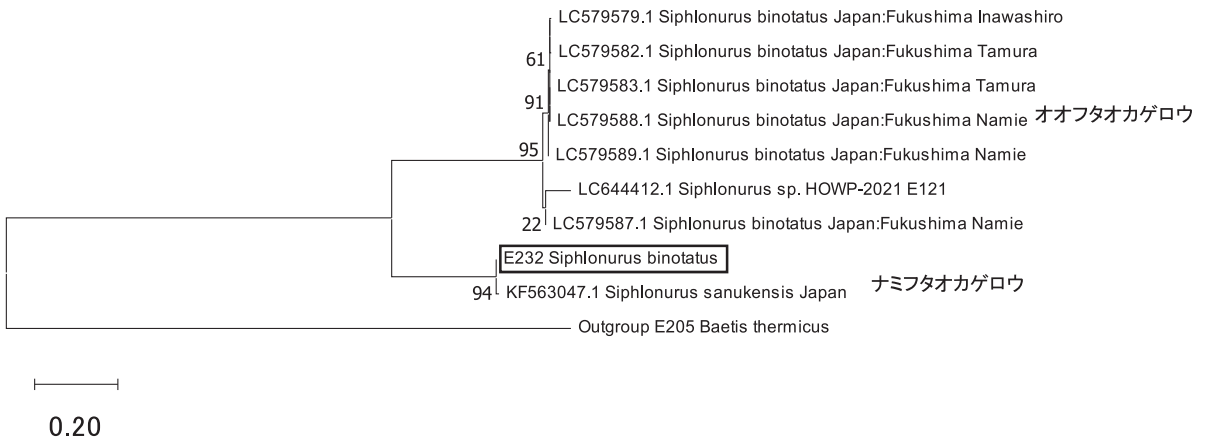 LC579579.1 Siphlonurus binotatus Japan:Fukushima Inawashiro
LC579582.1 Siphlonurus binotatus Japan:Fukushima Tamura
61
LC579583.1 Siphlonurus binotatus Japan:Fukushima Tamura
91
LC579588.1 Siphlonurus binotatus Japan:Fukushima Namie オオフタオカゲロウ
95 LC579589.1 Siphlonurus binotatus Japan:Fukushima Namie
LC644412.1 Siphlonurus sp. HOWP-2021 E121
22 LC579587.1 Siphlonurus binotatus Japan:Fukushima Namie
E232 Siphlonurus binotatus
94 KF563047.1 Siphlonurus sanukensis Japan ナミフタオカゲロウ
Outgroup E205 Baetis thermicus
0.20